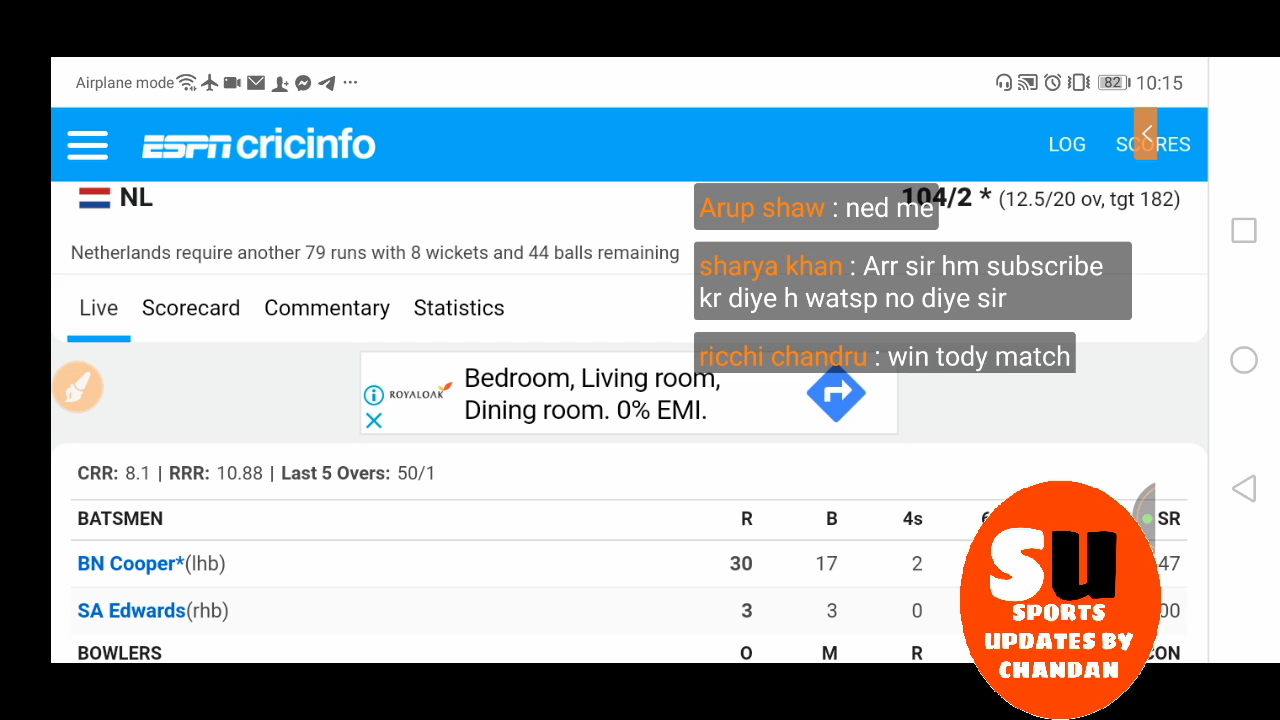 Airplane mode
82 10:15
ESPN cricinfo
LOG SCORES
NL
104/2 * (12.5/20 ov, tgt 182)
Arup shaw : ned me
Netherlands require another 79 runs with 8 wickets and 44 balls remaining
sharya khan : Arr sir hm subscribe
kr diye h watsp no diye sir
Live Scorecard Commentary Statistics
ricchi chandru : win tody match
ROYALOAK
Bedroom, Living room,
Dining room. 0% EMI.
CRR: 8.1 | RRR: 10.88 | Last 5 Overs: 50/1
BATSMEN R B 4s SR
BN Cooper*(lhb) 30 17 2 47
SA Edwards(rhb) 3 3 0 00
BOWLERS O M R CON
SU
SPORTS
UPDATES BY
CHANDAN